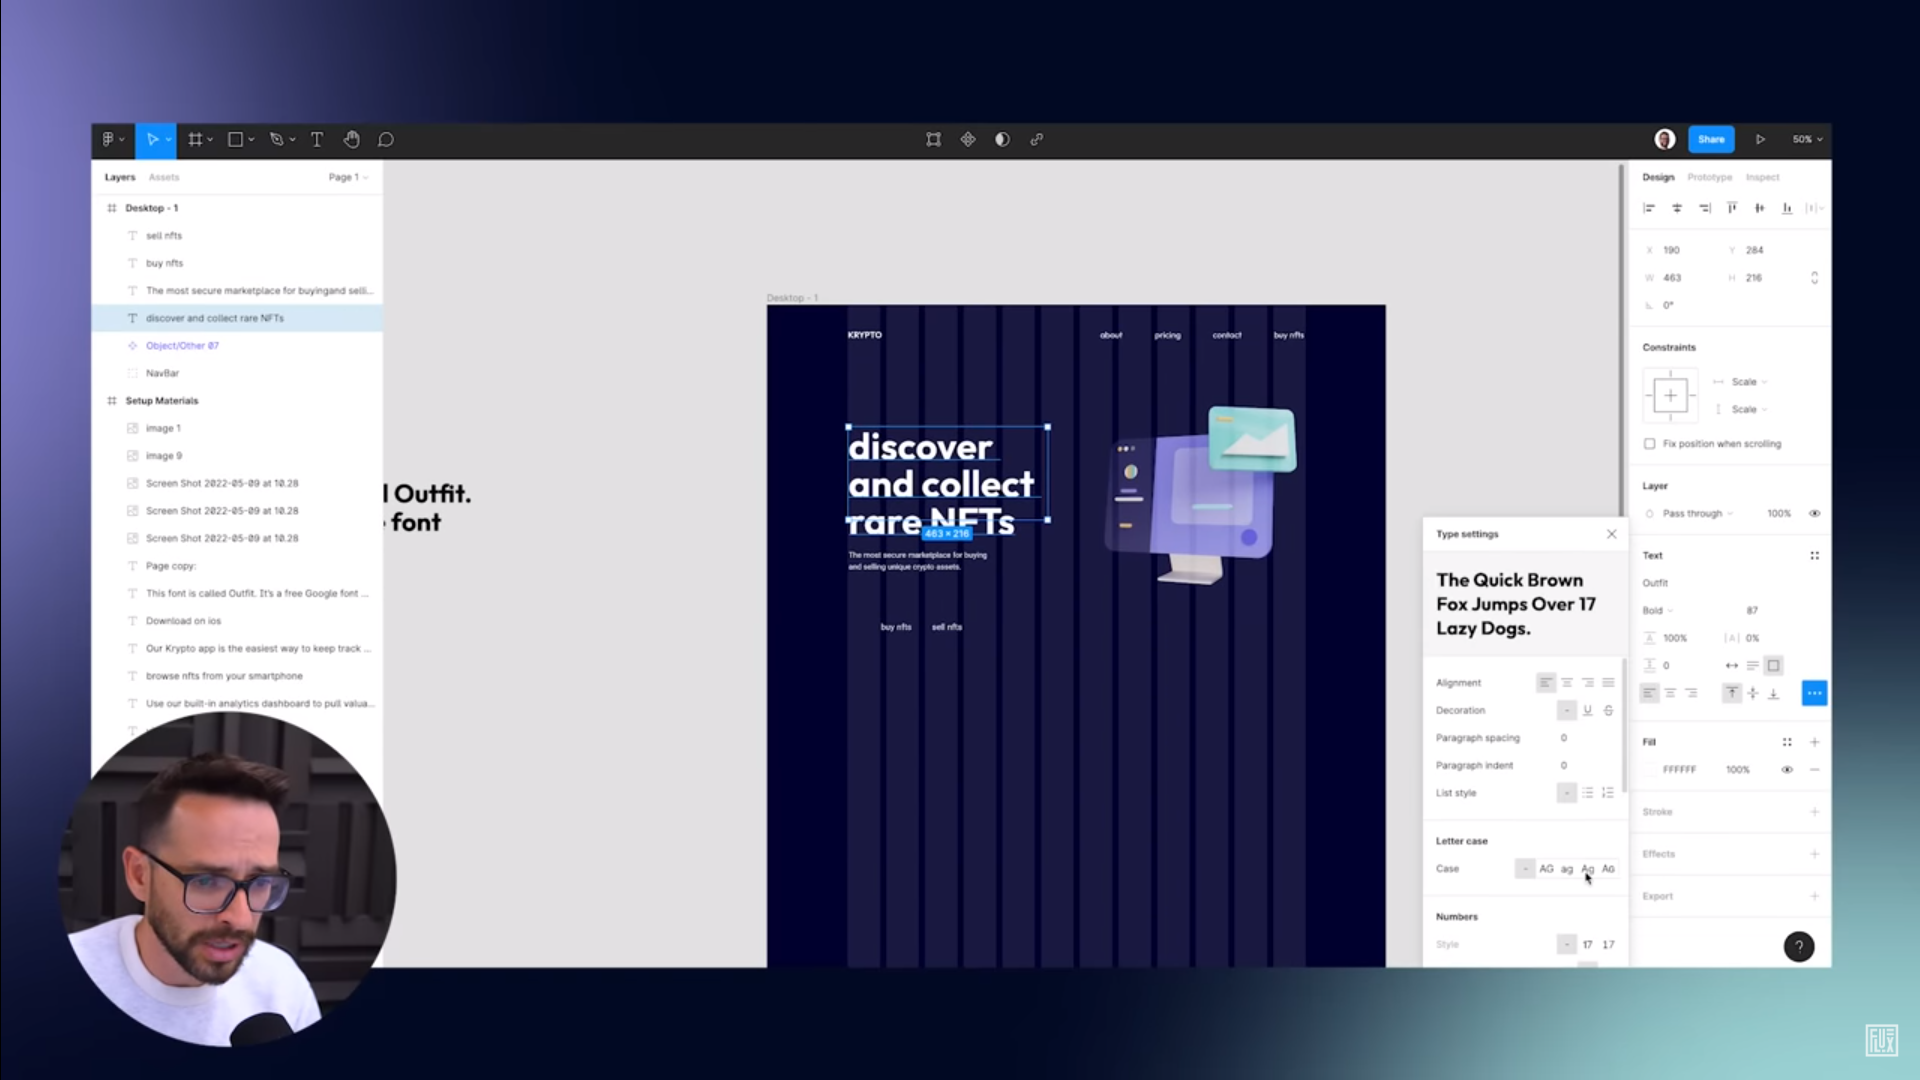 Share
50%
Layers
Assets
Page 1
Design
Prototype
Inspect
Desktop - 1
sell nfts
buy nfts
The most secure marketplace for buyingand selli...
discover and collect rare NFTs
Object/Other 07
NavBar
Setup Materials
image 1
image 9
Screen Shot 2022-05-09 at 10.28
Screen Shot 2022-05-09 at 10.28
Screen Shot 2022-05-09 at 10.28
Page copy:
This font is called Outfit. It's a free Google font ...
Download on ios
Our Krypto app is the easiest way to keep track ...
browse nfts from your smartphone
Use our built-in analytics dashboard to pull valua...
Outfit.
font
Desktop - 1
KRYPTO
about
pricing
contact
buy nfts
discover
and collect
rare NFTs
463 × 216
The most secure marketplace for buying
and selling unique crypto assets.
buy nfts
sell nfts
Type settings
The Quick Brown
Fox Jumps Over 17
Lazy Dogs.
Alignment
Decoration
Paragraph spacing
0
Paragraph indent
0
List style
Letter case
Case
- AG ag Ag AG
Numbers
Style
- 17 17
X 190
Y 284
W 463
H 216
0°
Constraints
Scale
Scale
Fix position when scrolling
Layer
Pass through
100%
Text
Outfit
Bold
87
100%
|A| 0%
0
Fill
FFFFFF
100%
Stroke
Effects
Export
?
FLUX